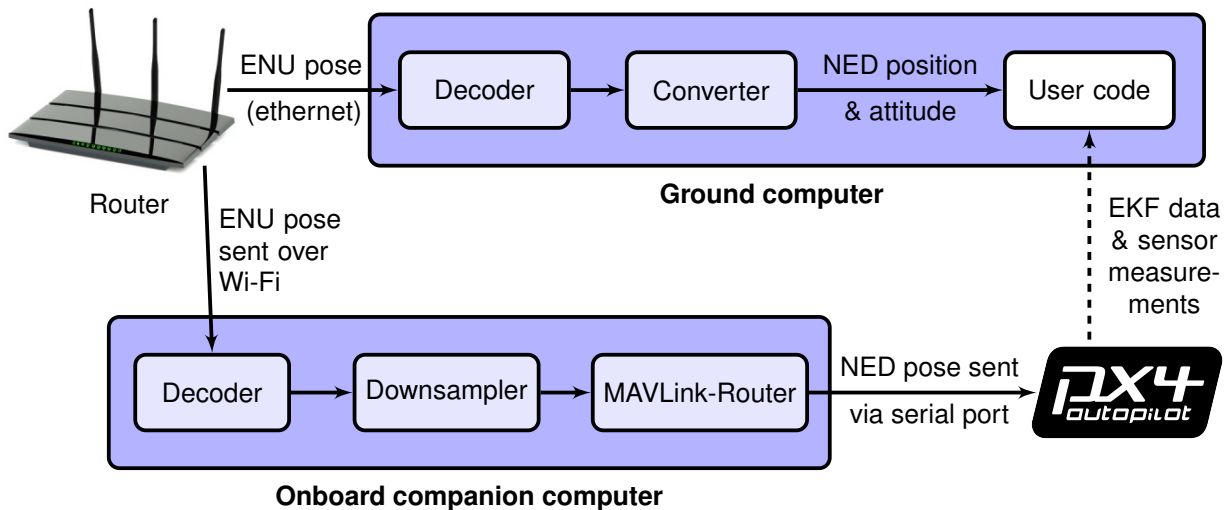 ENU pose
(ethernet)
Decoder
Converter
NED position
& attitude
User code
Router
Ground computer
ENU pose
sent over
Wi-Fi
EKF data
& sensor
measure-
ments
Decoder
Downsampler
MAVLink-Router
NED pose sent
via serial port
px4
autopilot
Onboard companion computer